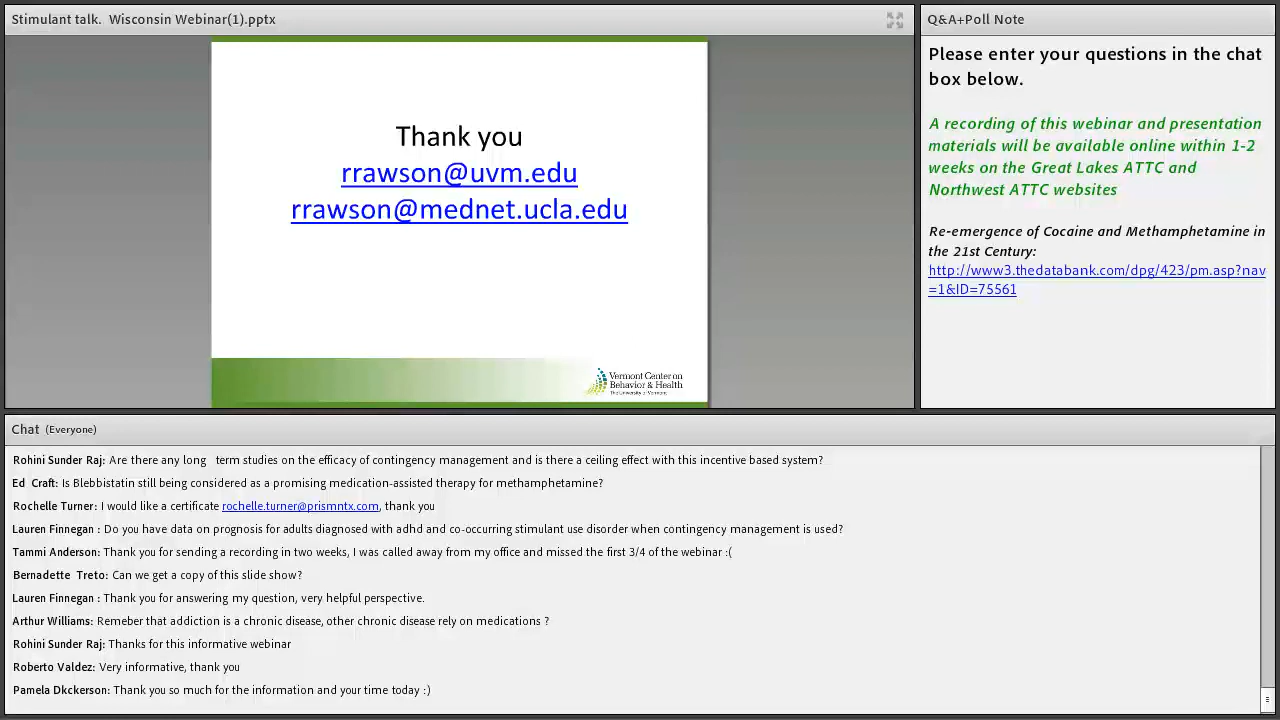 Stimulant talk.  Wisconsin Webinar(1).pptx
Thank you
rrawson@uvm.edu
rrawson@mednet.ucla.edu
Vermont Center on
Behavior & Health
The University of Vermont
Q&A+Poll Note
Please enter your questions in the chat
box below.
A recording of this webinar and presentation
materials will be available online within 1-2
weeks on the Great Lakes ATTC and
Northwest ATTC websites
Re-emergence of Cocaine and Methamphetamine in
the 21st Century:
http://www3.thedatabank.com/dpg/423/pm.asp?nav
=1&ID=75561
Chat (Everyone)
Rohini Sunder Raj: Are there any long   term studies on the efficacy of contingency management and is there a ceiling effect with this incentive based system?
Ed  Craft: Is Blebbistatin still being considered as a promising medication-assisted therapy for methamphetamine?
Rochelle Turner: I would like a certificate rochelle.turner@prismntx.com, thank you
Lauren Finnegan : Do you have data on prognosis for adults diagnosed with adhd and co-occurring stimulant use disorder when contingency management is used?
Tammi Anderson: Thank you for sending a recording in two weeks, I was called away from my office and missed the first 3/4 of the webinar :(
Bernadette  Treto: Can we get a copy of this slide show?
Lauren Finnegan : Thank you for answering my question, very helpful perspective.
Arthur Williams: Remeber that addiction is a chronic disease, other chronic disease rely on medications ?
Rohini Sunder Raj: Thanks for this informative webinar
Roberto Valdez: Very informative, thank you
Pamela Dkckerson: Thank you so much for the information and your time today :)